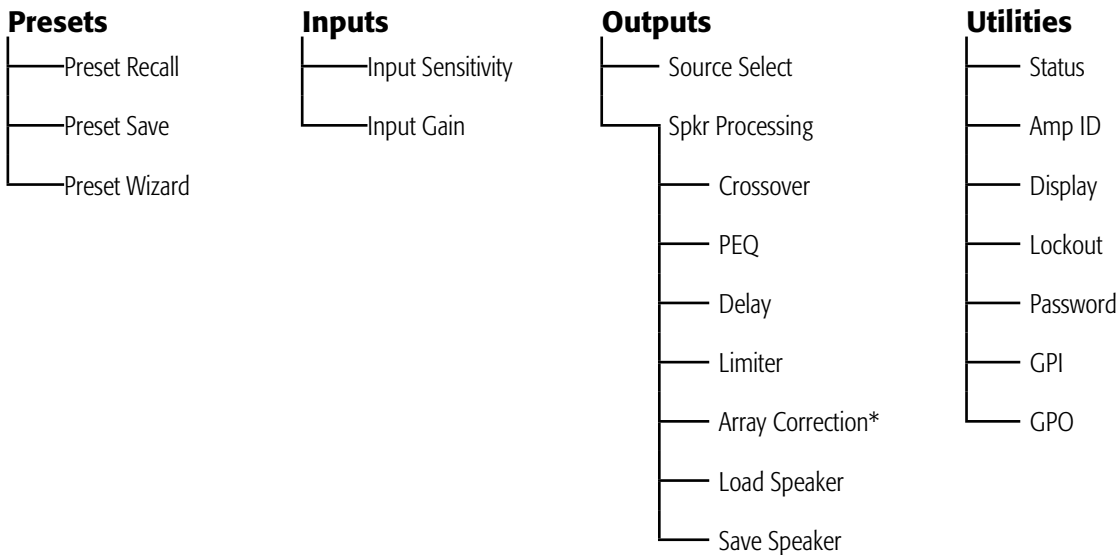 Presets
Preset Recall
Preset Save
Preset Wizard
Inputs
Input Sensitivity
Input Gain
Outputs
Source Select
Spkr Processing
Crossover
PEQ
Delay
Limiter
Array Correction*
Load Speaker
Save Speaker
Utilities
Status
Amp ID
Display
Lockout
Password
GPI
GPO